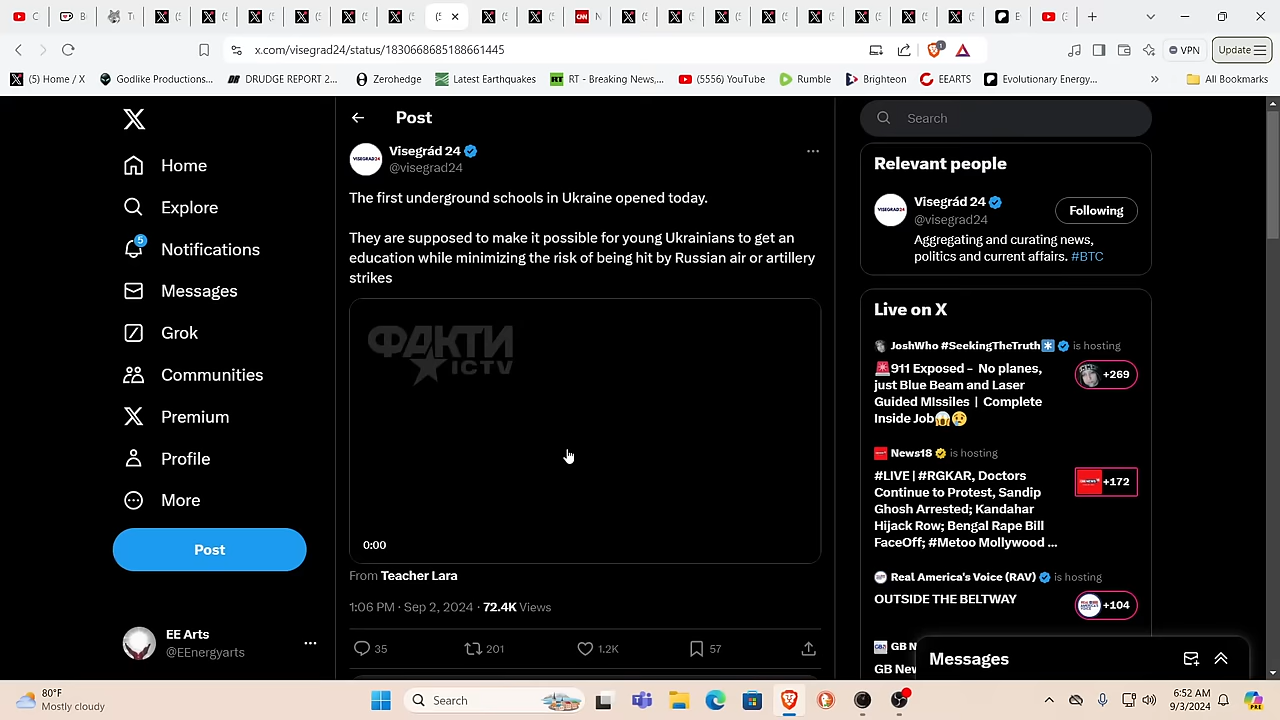 x.com/visegrad24/status/1830668685188661445
VPN
Update
(5) Home / X
Godlike Productions...
DRUDGE REPORT 2...
Zerohedge
Latest Earthquakes
RT - Breaking News,...
(5556) YouTube
Rumble
Brighteon
EEARTS
Evolutionary Energy...
All Bookmarks
Home
Explore
5
Notifications
Messages
Grok
Communities
Premium
Profile
More
Post
EE Arts
@EEnergyarts
Post
Visegrád 24
@visegrad24
The first underground schools in Ukraine opened today.
They are supposed to make it possible for young Ukrainians to get an
education while minimizing the risk of being hit by Russian air or artillery
strikes
ФАКТИ
ICTV
0:00
From Teacher Lara
1:06 PM · Sep 2, 2024 · 72.4K Views
35
201
1.2K
57
Search
Relevant people
Visegrád 24
@visegrad24
Following
Aggregating and curating news,
politics and current affairs. #BTC
Live on X
JoshWho #SeekingTheTruth is hosting
911 Exposed - No planes,
just Blue Beam and Laser
Guided Missiles | Complete
Inside Job
+269
News18 is hosting
#LIVE | #RGKAR, Doctors
Continue to Protest, Sandip
Ghosh Arrested; Kandahar
Hijack Row; Bengal Rape Bill
FaceOff; #Metoo Mollywood ...
+172
Real America's Voice (RAV) is hosting
OUTSIDE THE BELTWAY
+104
GB N
GB Nev
Messages
80°F
Mostly cloudy
Search
6:52 AM
9/3/2024